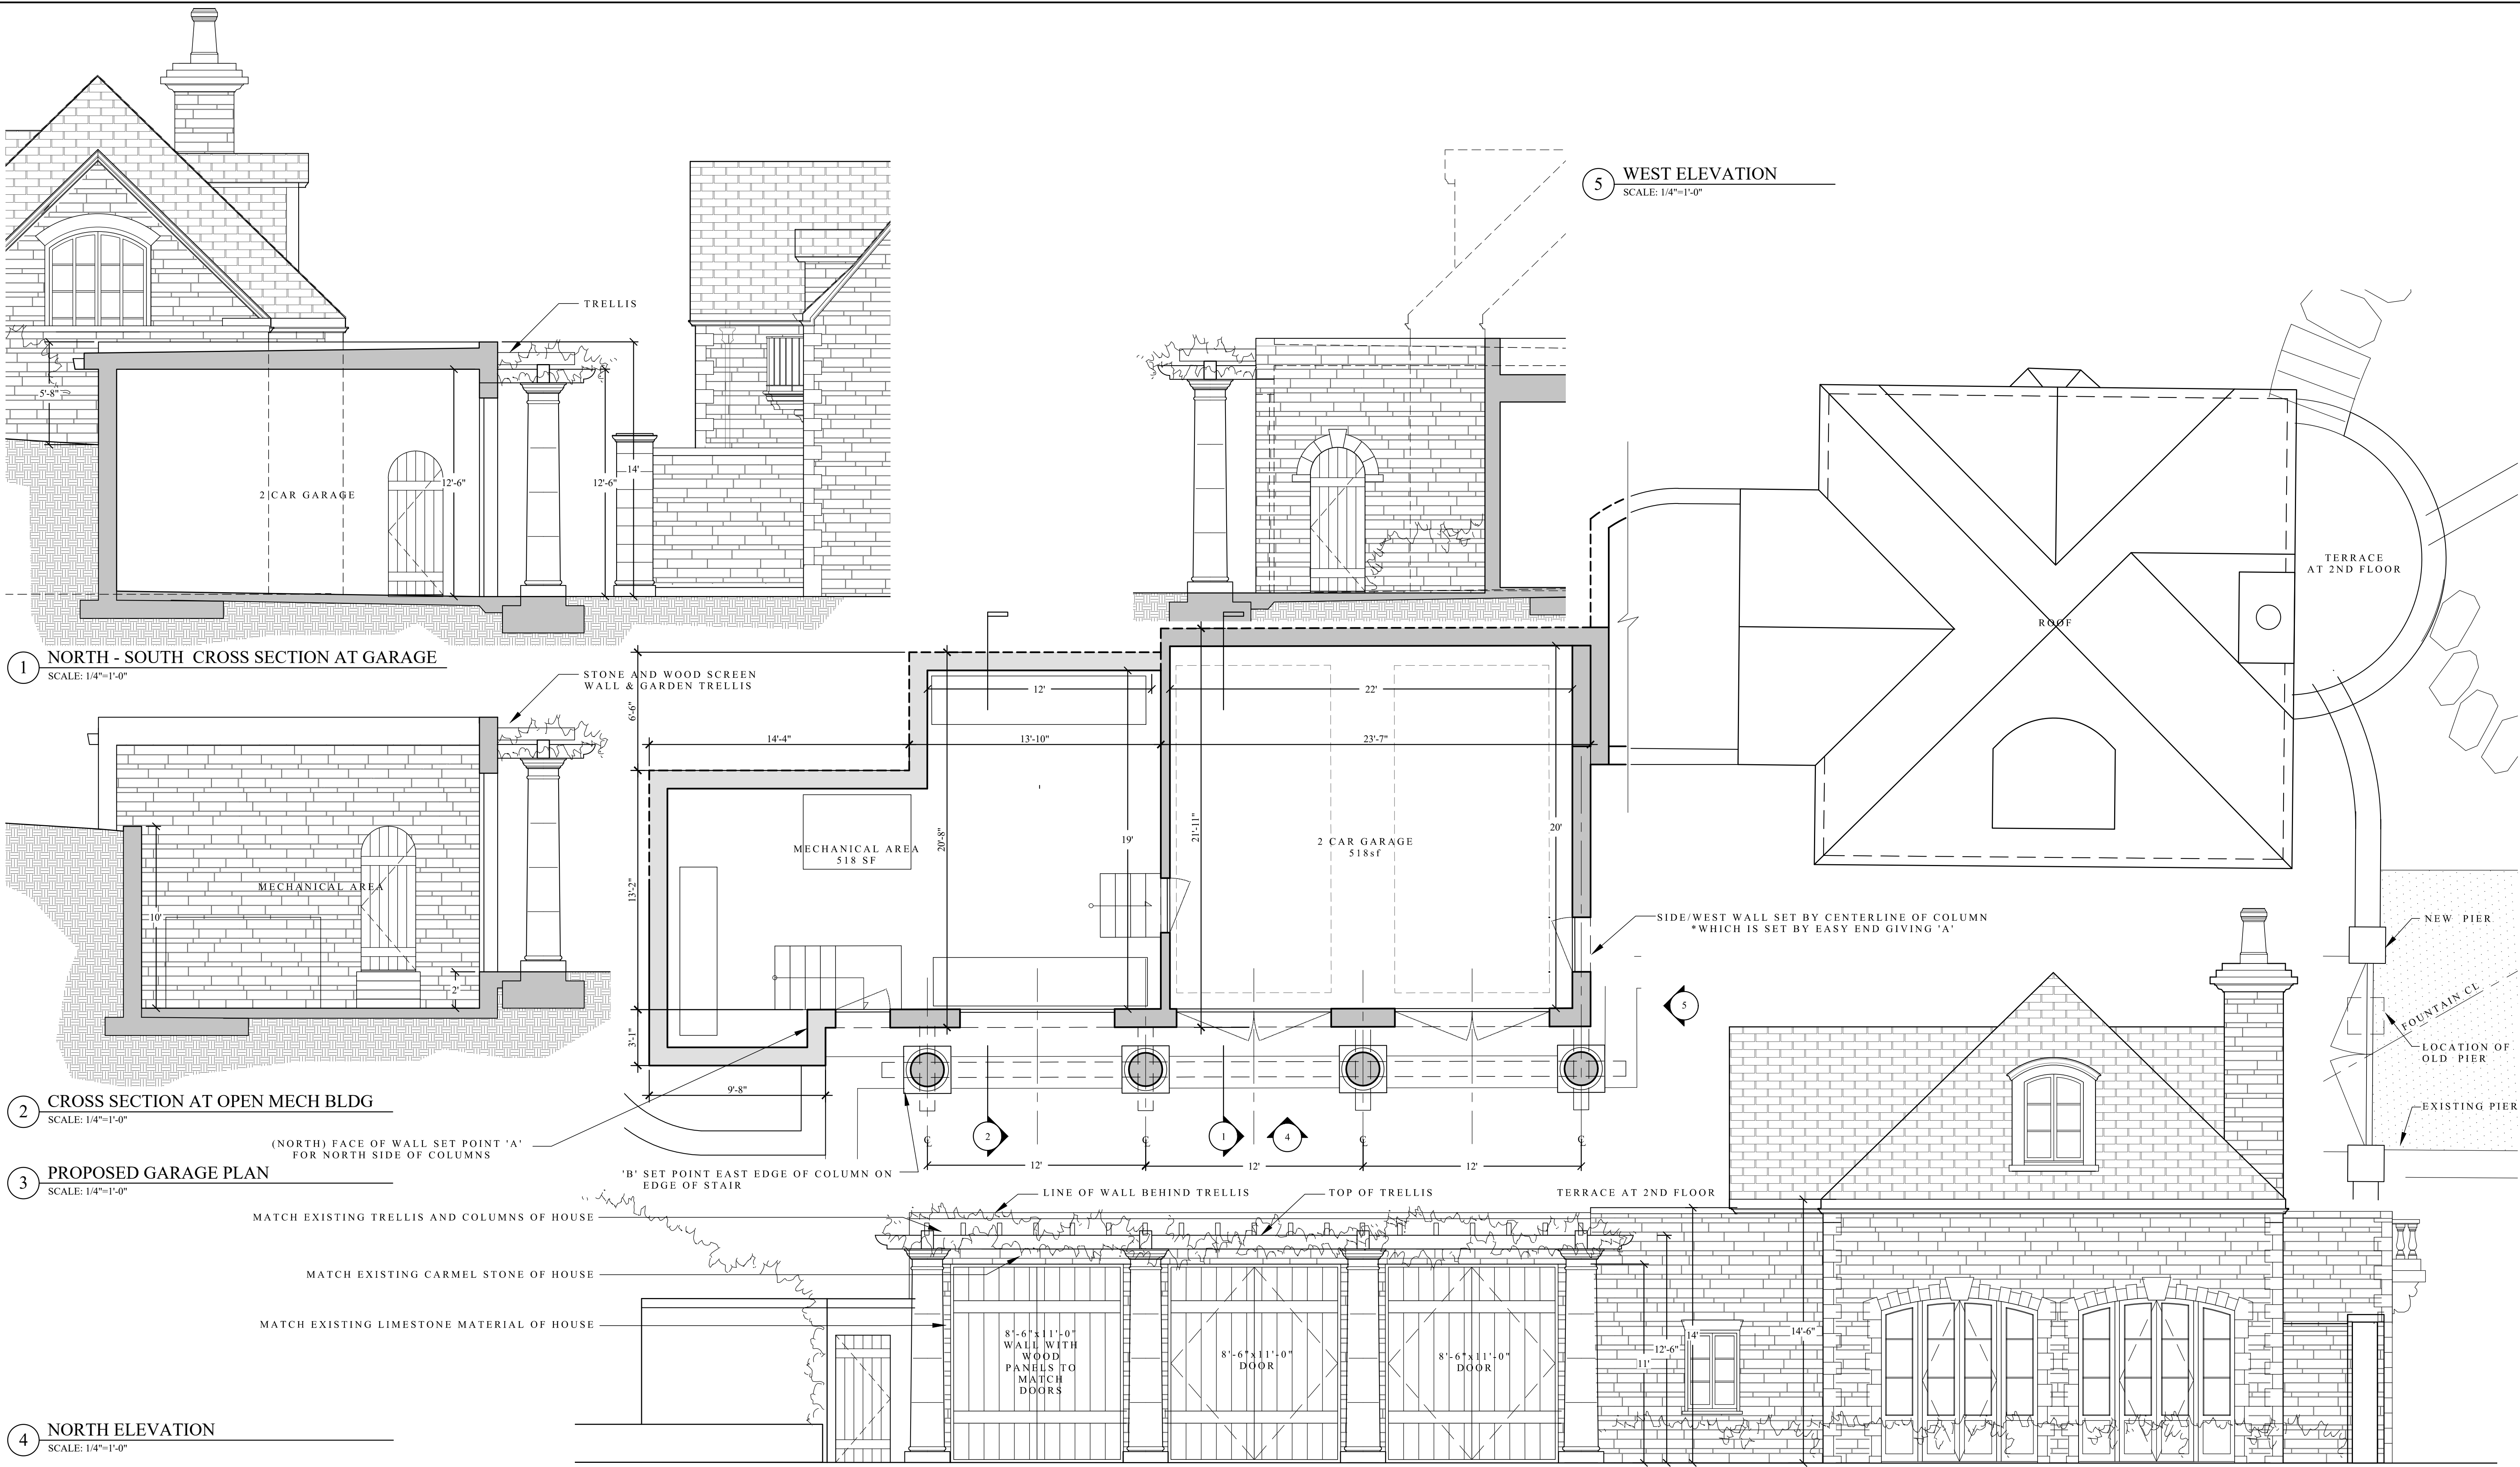 5 WEST ELEVATION
SCALE: 1/4"=1'-0"
TRELLIS
5'-8"
2 CAR GARAGE
12'-6"
12'-6"
14'
1 NORTH - SOUTH CROSS SECTION AT GARAGE
SCALE: 1/4"=1'-0"
STONE AND WOOD SCREEN
WALL & GARDEN TRELLIS
MECHANICAL AREA
10'
2'
2 CROSS SECTION AT OPEN MECH BLDG
SCALE: 1/4"=1'-0"
6'-6"
12'
22'
14'-4"
13'-10"
23'-7"
13'-2"
20'-8"
19'
21'-11"
20'
MECHANICAL AREA
518 SF
2 CAR GARAGE
518sf
3'-1"
9'-8"
TERRACE
AT 2ND FLOOR
ROOF
SIDE/WEST WALL SET BY CENTERLINE OF COLUMN
*WHICH IS SET BY EASY END GIVING 'A'
NEW PIER
FOUNTAIN CL
LOCATION OF
OLD PIER
EXISTING PIER
5
2
1
4
(NORTH) FACE OF WALL SET POINT 'A'
FOR NORTH SIDE OF COLUMNS
'B' SET POINT EAST EDGE OF COLUMN ON
EDGE OF STAIR
℄
℄
℄
℄
12'
12'
12'
3 PROPOSED GARAGE PLAN
SCALE: 1/4"=1'-0"
LINE OF WALL BEHIND TRELLIS
TOP OF TRELLIS
TERRACE AT 2ND FLOOR
MATCH EXISTING TRELLIS AND COLUMNS OF HOUSE
MATCH EXISTING CARMEL STONE OF HOUSE
MATCH EXISTING LIMESTONE MATERIAL OF HOUSE
8'-6"x11'-0"
WALL WITH
WOOD
PANELS TO
MATCH
DOORS
8'-6"x11'-0"
DOOR
8'-6"x11'-0"
DOOR
11'
12'-6"
14'
14'-6"
4 NORTH ELEVATION
SCALE: 1/4"=1'-0"